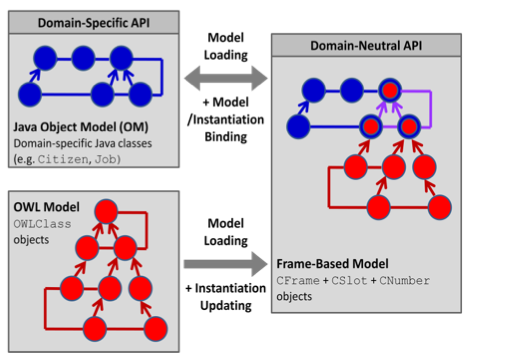 Domain-Specific API
Java Object Model (OM)
Domain-specific Java classes
(e.g. Citizen, Job)
Model
Loading
+ Model
/Instantiation
Binding
Domain-Neutral API
Frame-Based Model
CFrame + CSlot + CNumber
objects
OWL Model
OWLClass
objects
Model
Loading
+ Instantiation
Updating